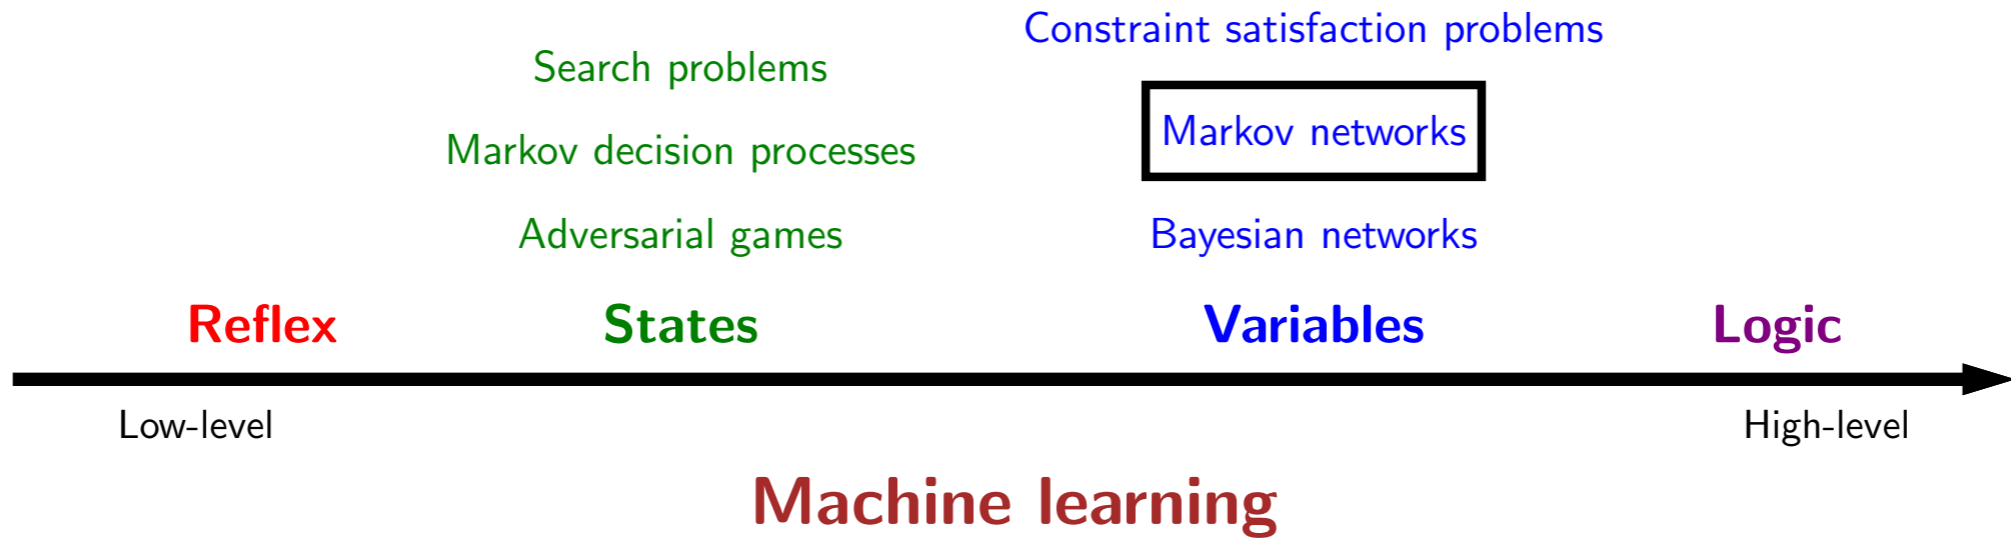 Constraint satisfaction problems
Search problems
Markov networks
Markov decision processes
Adversarial games
Bayesian networks
Reflex
States
Variables
Logic
Low-level
High-level
Machine learning